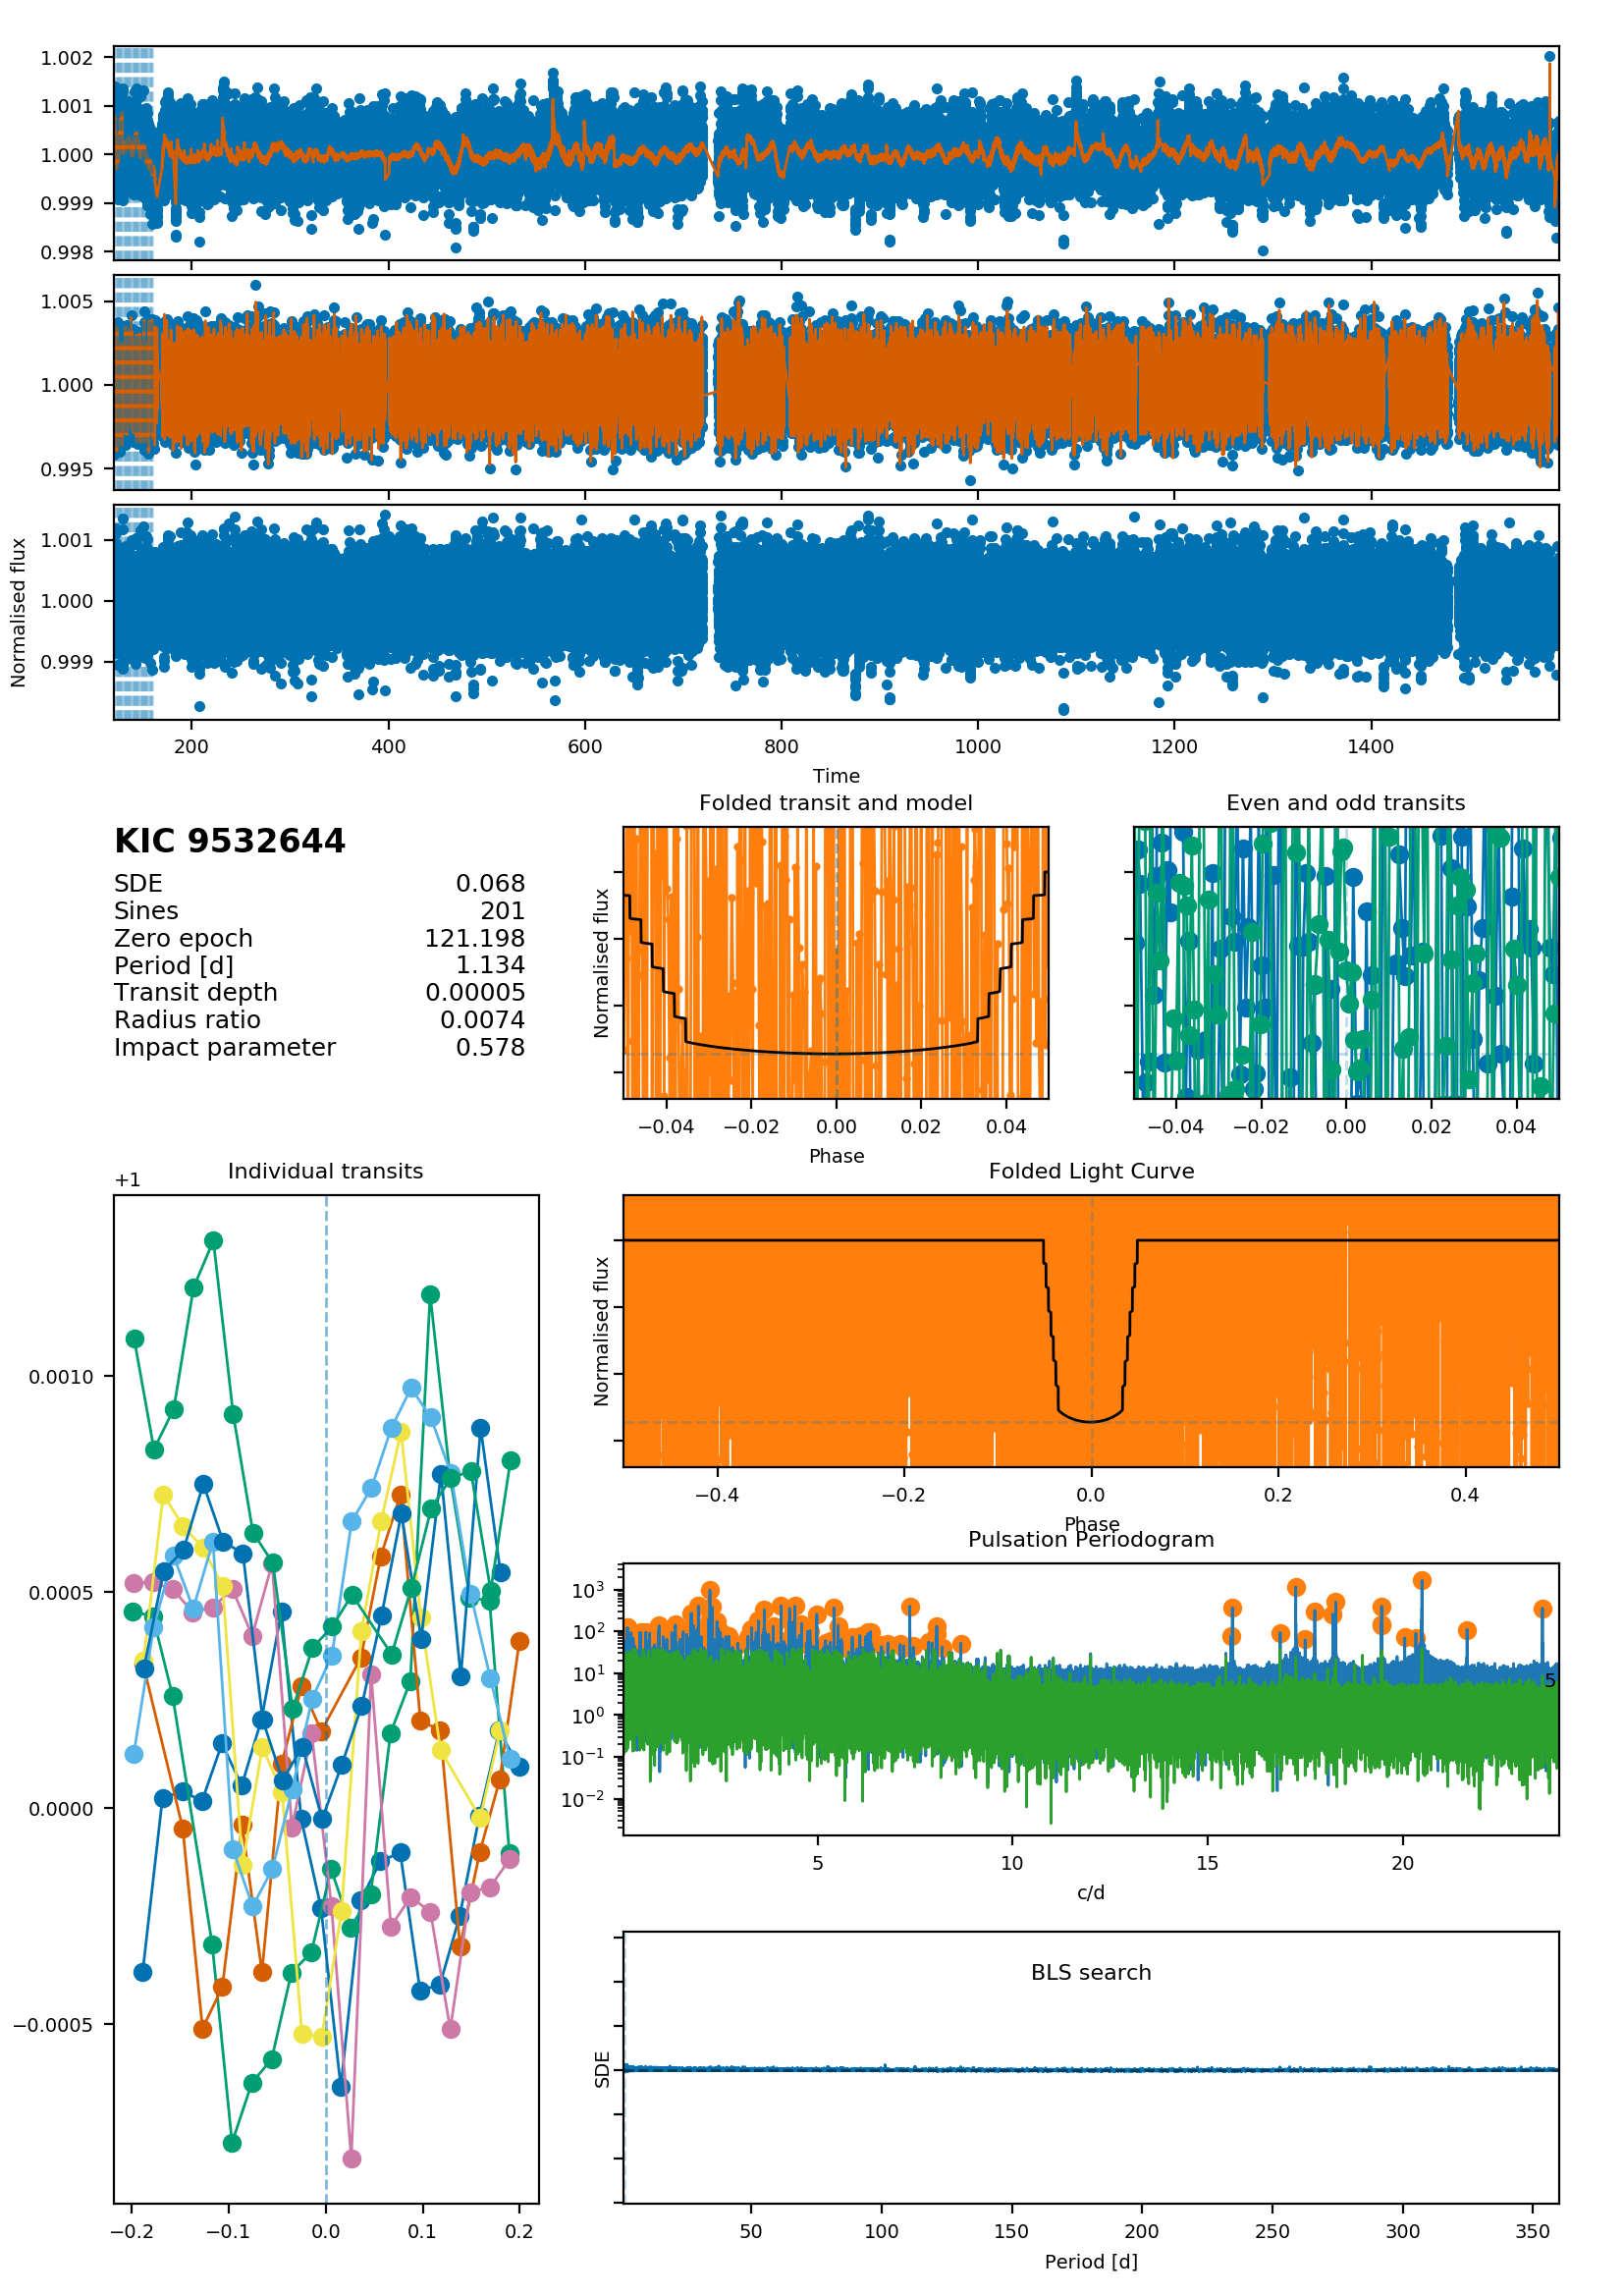 1.002
1.001
1.000
0.999
0.998
1.005
1.000
0.995
1.001
1.000
0.999
Normalised flux
200 400 600 800 1000 1200 1400
Time
KIC 9532644
SDE 0.068
Sines 201
Zero epoch 121.198
Period [d] 1.134
Transit depth 0.00005
Radius ratio 0.0074
Impact parameter 0.578
Folded transit and model
Normalised flux
−0.04 −0.02 0.00 0.02 0.04
Phase
Even and odd transits
−0.04 −0.02 0.00 0.02 0.04
Individual transits
+1
0.0010
0.0005
0.0000
−0.0005
−0.2 −0.1 0.0 0.1 0.2
Folded Light Curve
Normalised flux
−0.4 −0.2 0.0 0.2 0.4
Phase
Pulsation Periodogram
10³
10²
10¹
10⁰
10⁻¹
10⁻²
5
5 10 15 20
c/d
BLS search
SDE
50 100 150 200 250 300 350
Period [d]